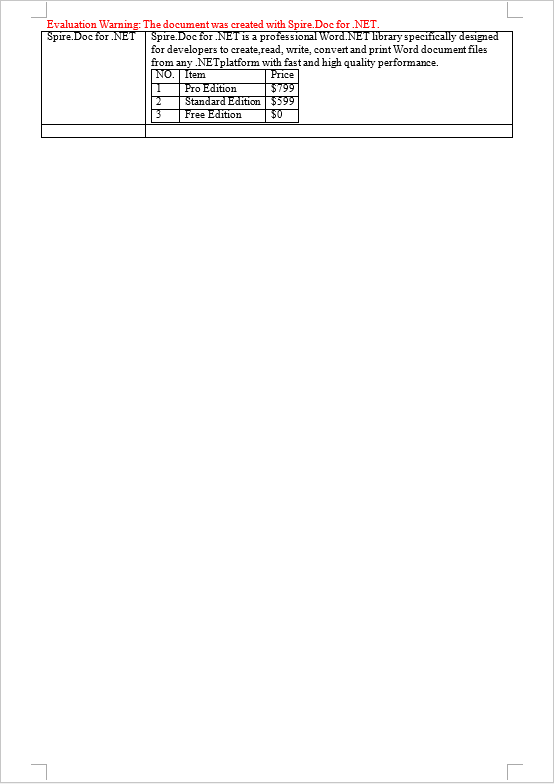 Evaluation Warning: The document was created with Spire.Doc for .NET.
Spire.Doc for .NET
Spire.Doc for .NET is a professional Word.NET library specifically designed
for developers to create,read, write, convert and print Word document files
from any .NETplatform with fast and high quality performance.
NO. Item Price
1 Pro Edition $799
2 Standard Edition $599
3 Free Edition $0